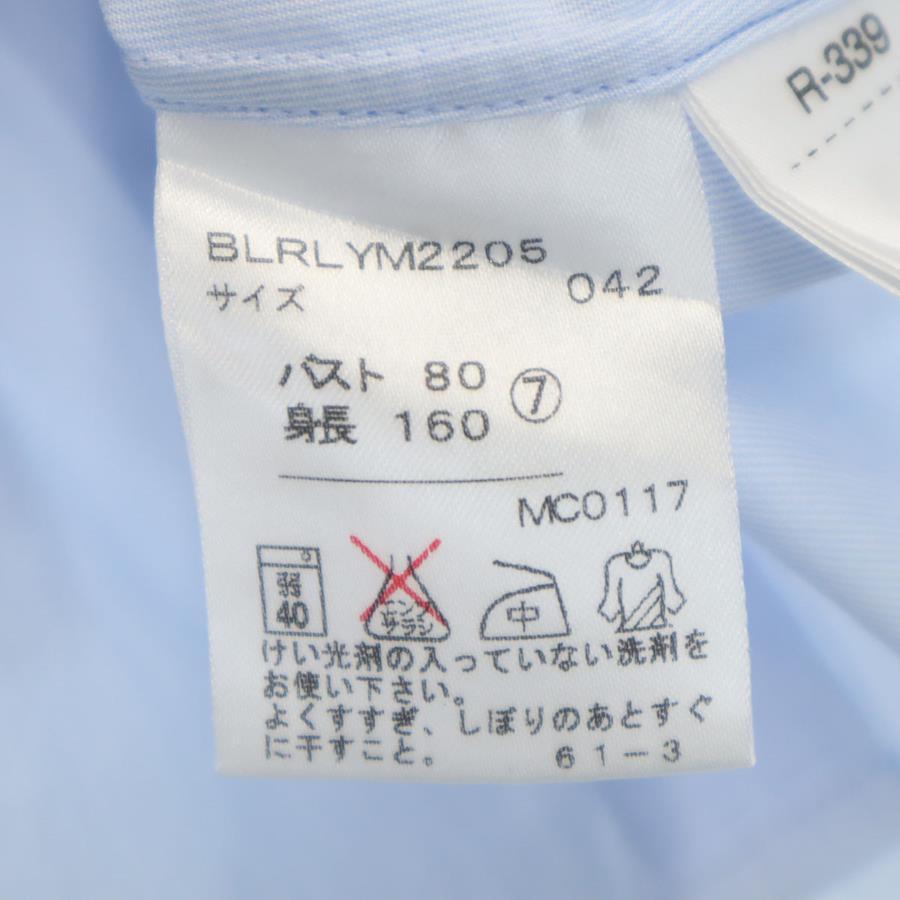 R-339
BLRLYM2205
サイズ 042
バスト 80
身長 160 ⑦
MC0117
弱
40
エンソ
サラシ
中
けい光剤の入っていない洗剤を
お使い下さい。
よくすすぎ、しぼりのあとすぐ
に干すこと。 61-3